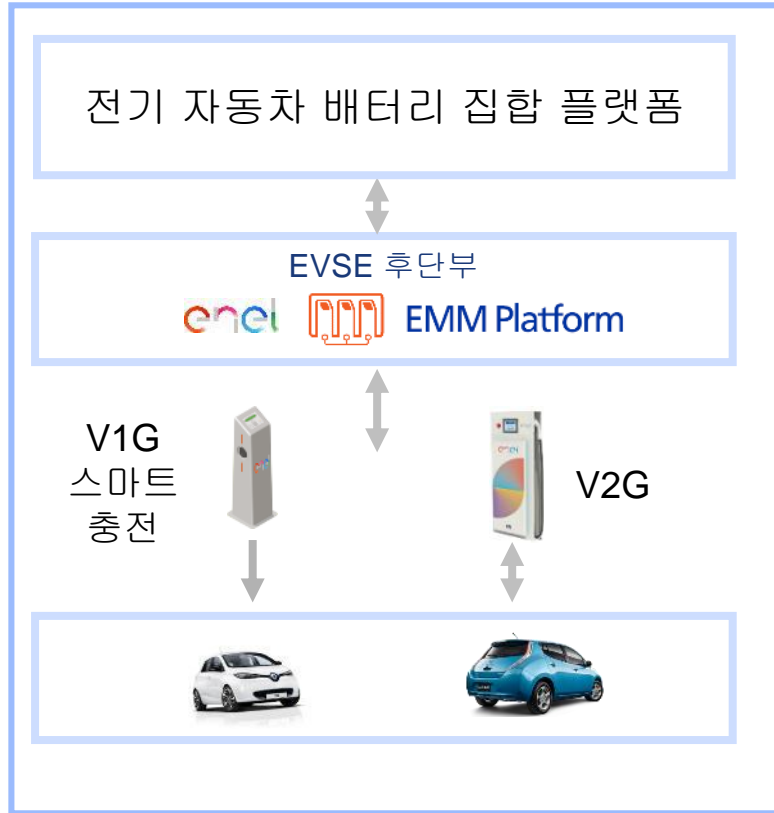 전기 자동차 배터리 집합 플랫폼
EVSE 후단부
enel EMM Platform
V1G
스마트
충전
enel
V2G